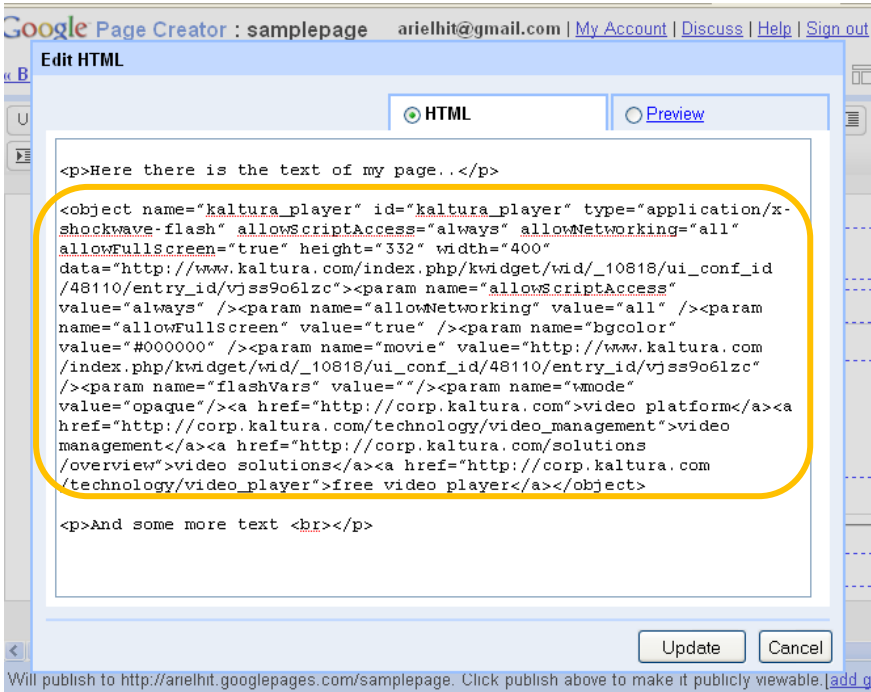 Google Page Creator : samplepage arielhit@gmail.com | My Account | Discuss | Help | Sign out
Edit HTML
« B
U
HTML Preview
<p>Here there is the text of my page..</p>
<object name="kaltura_player" id="kaltura_player" type="application/x-
shockwave-flash" allowScriptAccess="always" allowNetworking="all"
allowFullScreen="true" height="332" width="400"
data="http://www.kaltura.com/index.php/kwidget/wid/_10818/ui_conf_id
/48110/entry_id/vjss9o6lzc"><param name="allowScriptAccess"
value="always" /><param name="allowNetworking" value="all" /><param
name="allowFullScreen" value="true" /><param name="bgcolor"
value="#000000" /><param name="movie" value="http://www.kaltura.com
/index.php/kwidget/wid/_10818/ui_conf_id/48110/entry_id/vjss9o6lzc"
/><param name="flashVars" value=""/><param name="wmode"
value="opaque"/><a href="http://corp.kaltura.com">video platform</a><a
href="http://corp.kaltura.com/technology/video_management">video
management</a><a href="http://corp.kaltura.com/solutions
/overview">video solutions</a><a href="http://corp.kaltura.com
/technology/video_player">free video player</a></object>
<p>And some more text <br></p>
Update Cancel
Will publish to http://arielhit.googlepages.com/samplepage. Click publish above to make it publicly viewable.[add g